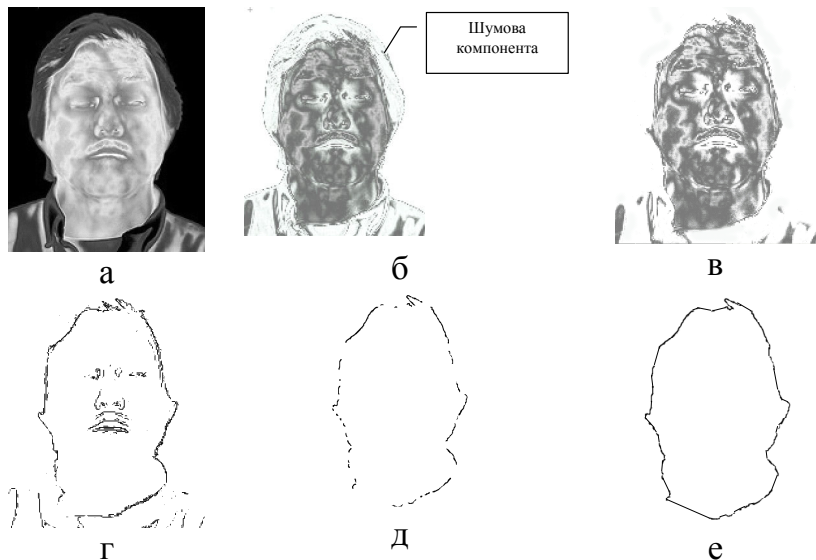 Шумова
компонента
а
б
в
г
д
е